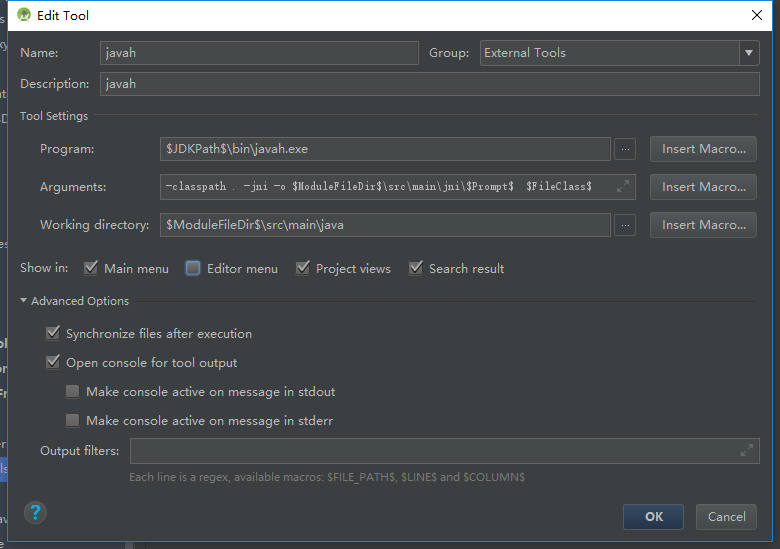 Edit Tool
Name: javah Group: External Tools
Description: javah
Tool Settings
Program: $JDKPath$\bin\javah.exe ... Insert Macro...
Arguments: -classpath . -jni -o $ModuleFileDir$\src\main\jni\$Prompt$ $FileClass$ Insert Macro...
Working directory: $ModuleFileDir$\src\main\java ... Insert Macro...
Show in: Main menu Editor menu Project views Search result
Advanced Options
Synchronize files after execution
Open console for tool output
Make console active on message in stdout
Make console active on message in stderr
Output filters:
Each line is a regex, available macros: $FILE_PATH$, $LINE$ and $COLUMN$
? OK Cancel